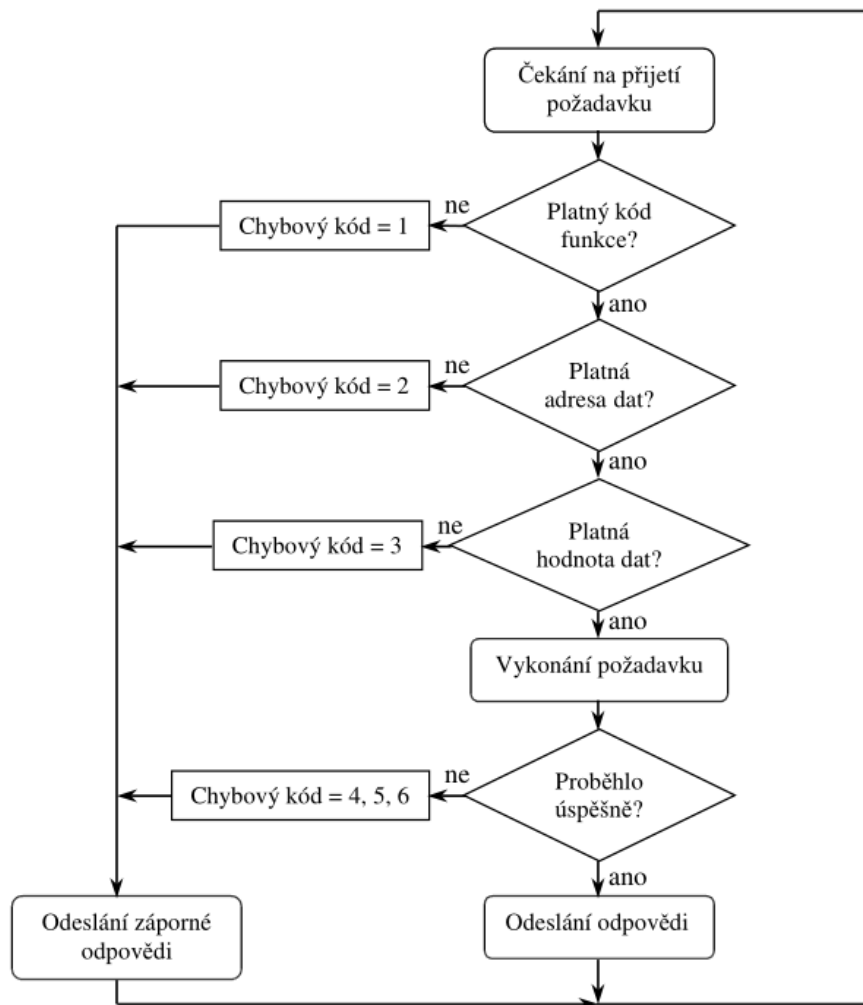 Čekání na přijetí
požadavku
ne
Chybový kód = 1
Platný kód
funkce?
ano
ne
Chybový kód = 2
Platná
adresa dat?
ano
ne
Chybový kód = 3
Platná
hodnota dat?
ano
Vykonání požadavku
ne
Chybový kód = 4, 5, 6
Proběhlo
úspěšně?
ano
Odeslání záporné
odpovědi
Odeslání odpovědi